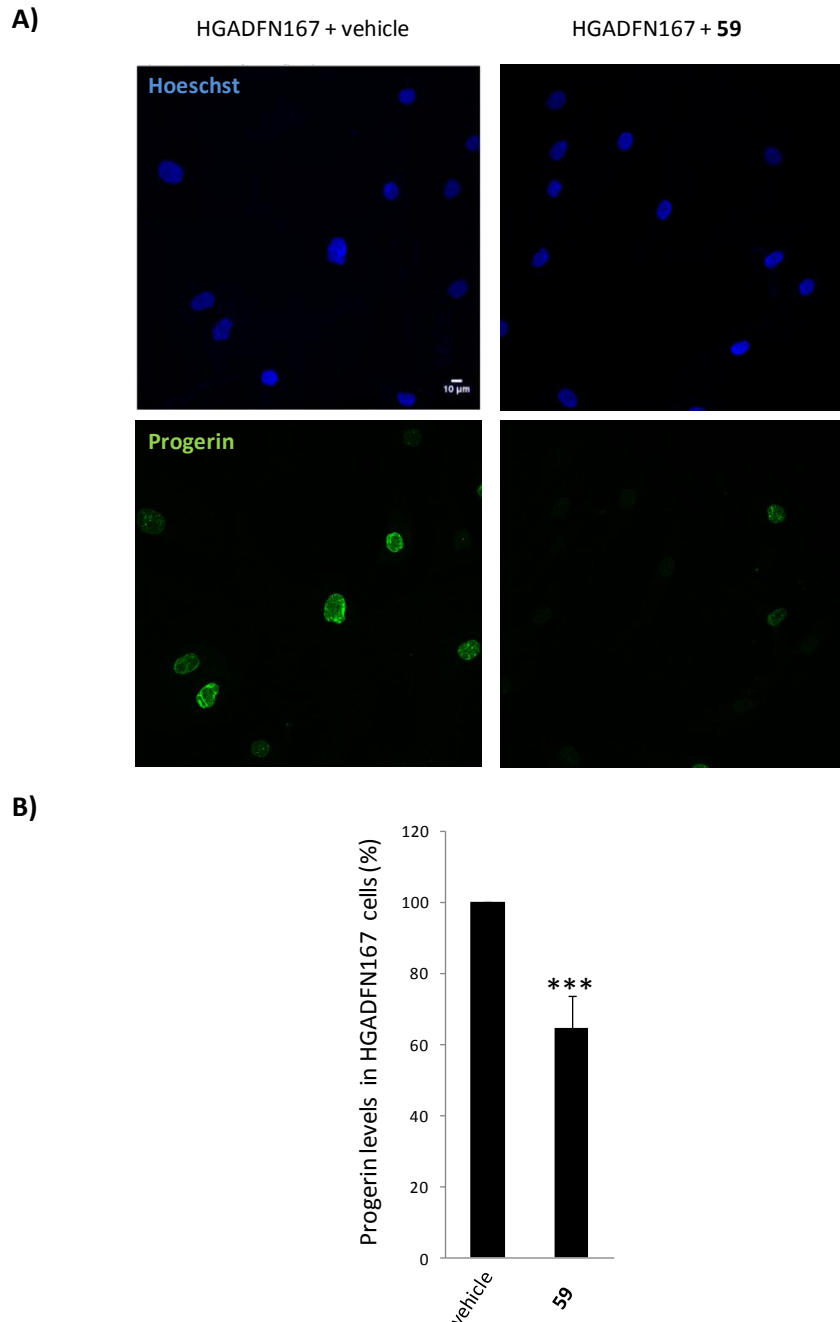 A)
HGADFN167 + vehicle
HGADFN167 + 59
Hoeschst
10 µm
Progerin
B)
Progerin levels in HGADFN167 cells (%)
120
100
80
60
40
20
0
***
vehicle
59